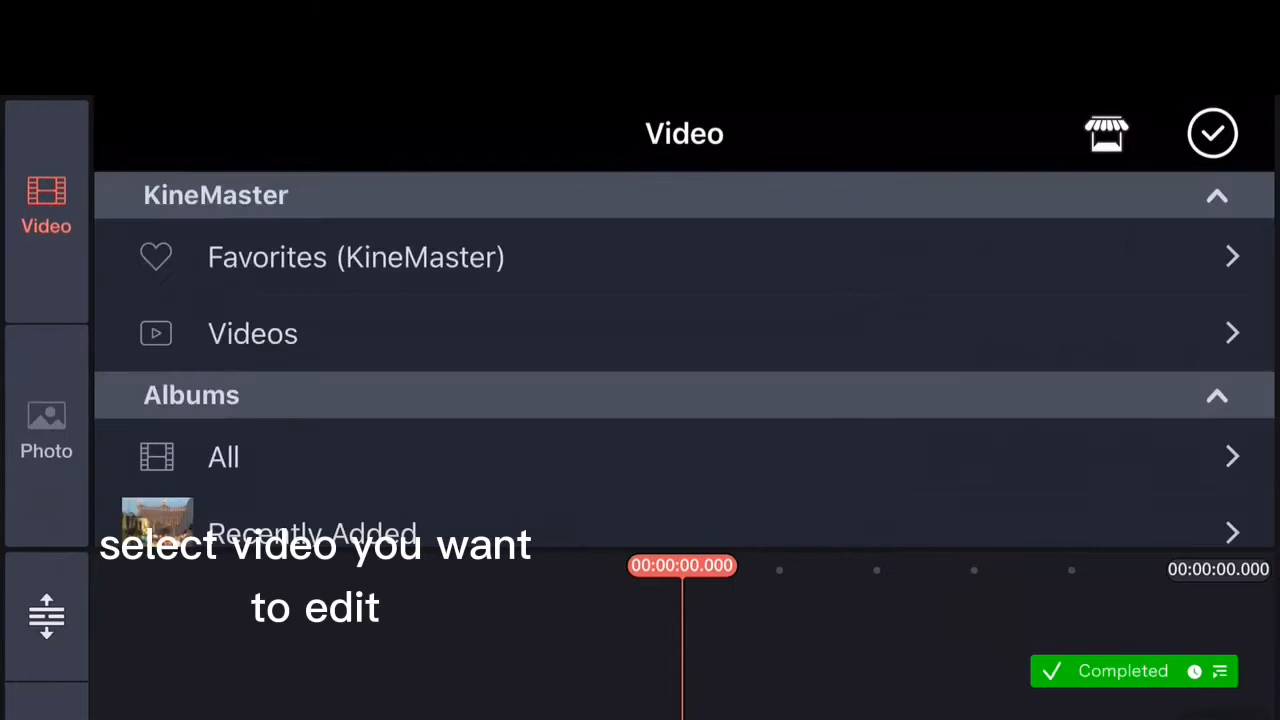 Video
Video
KineMaster
Favorites (KineMaster)
Videos
Photo
Albums
All
Recently Added
select video you want
to edit
00:00:00.000
00:00:00.000
Completed